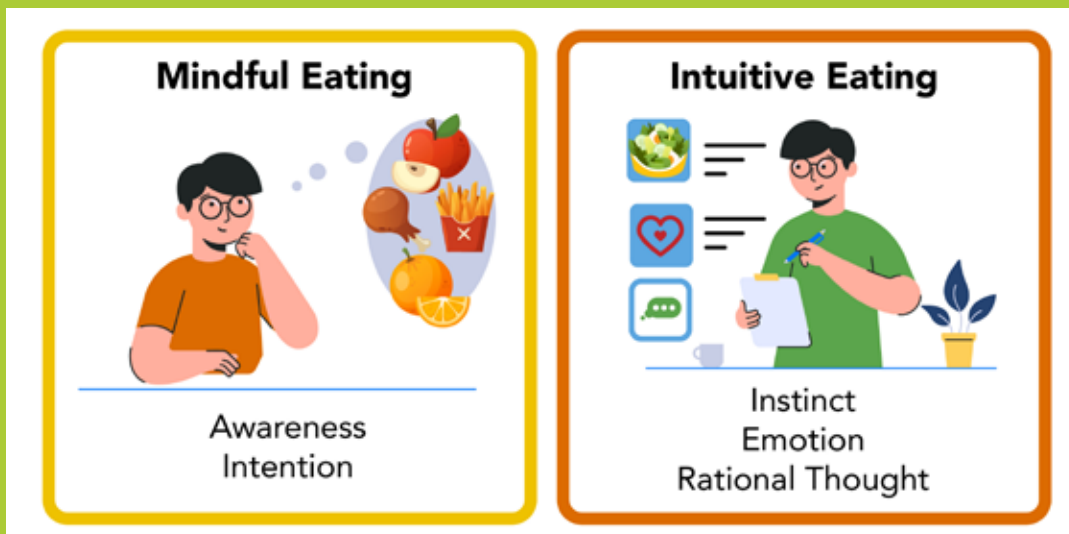 Mindful Eating
Awareness
Intention
Intuitive Eating
Instinct
Emotion
Rational Thought